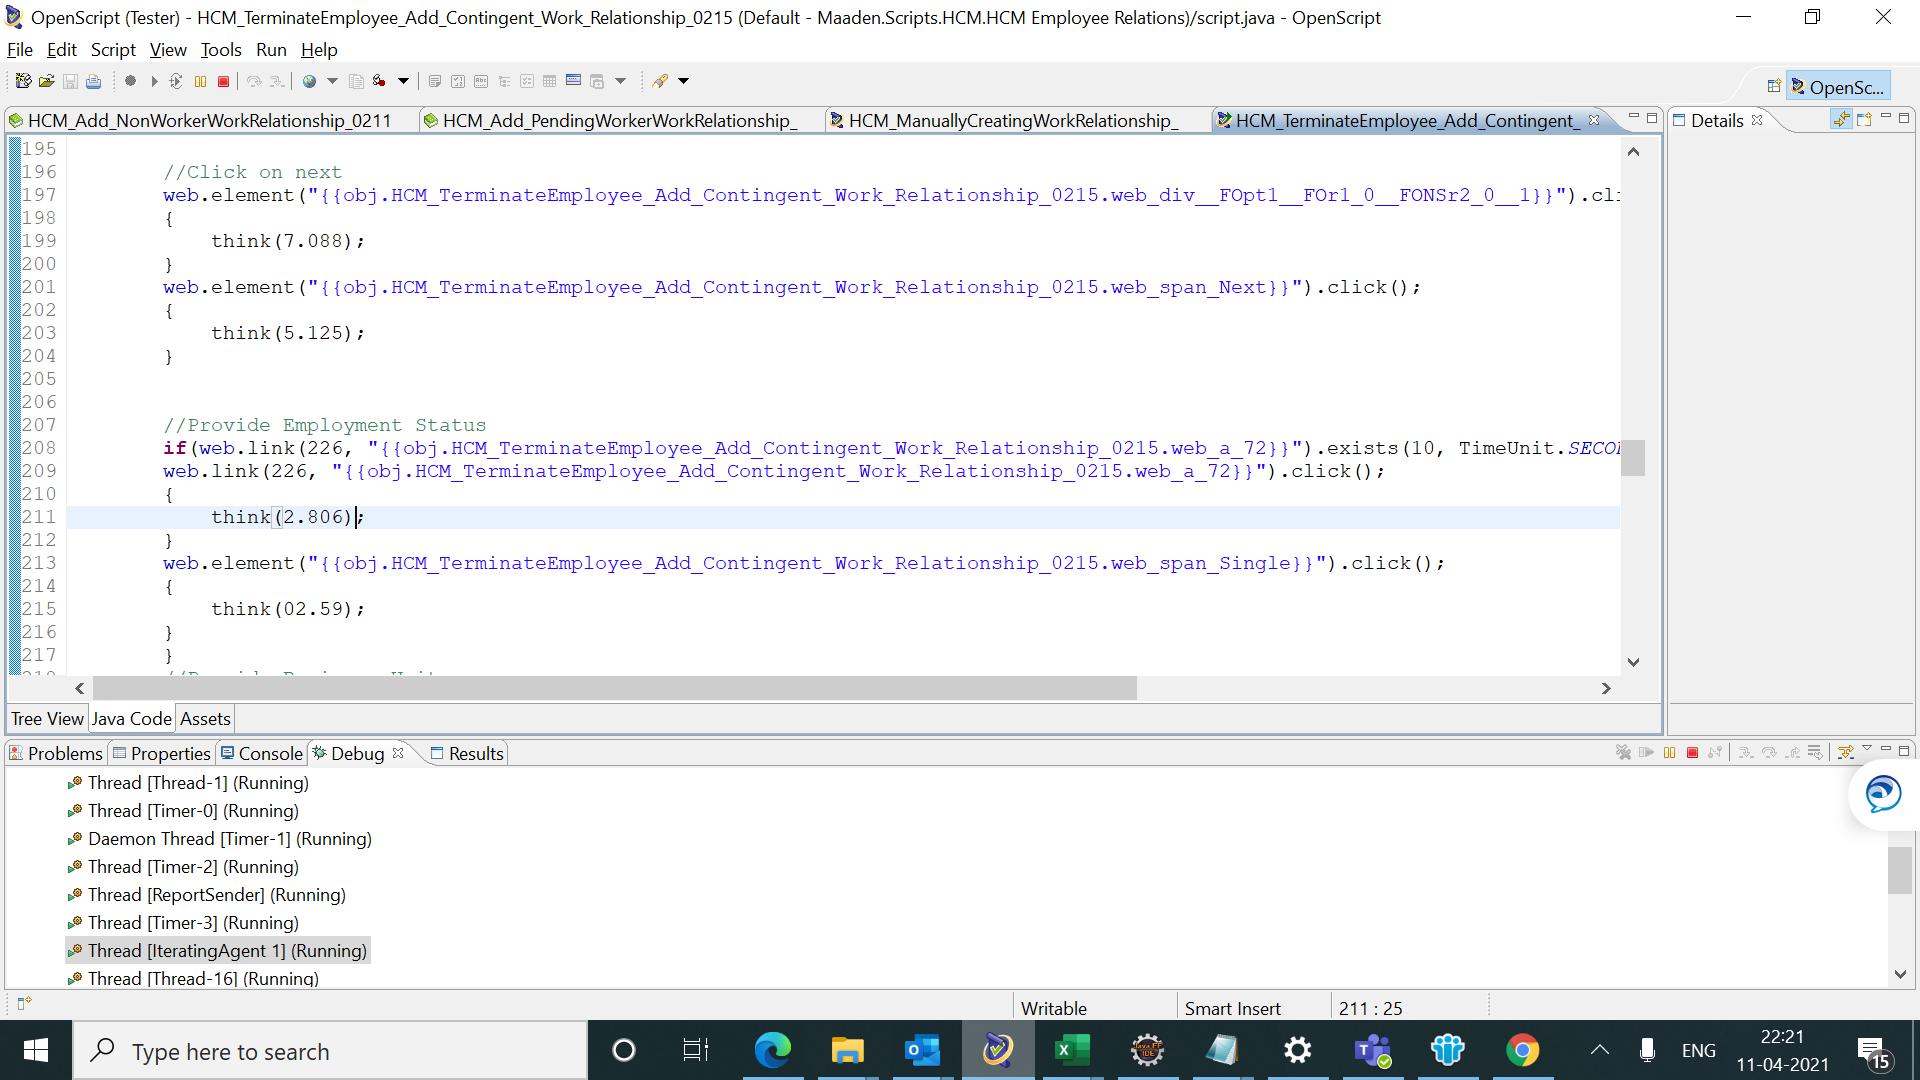 OpenScript (Tester) - HCM_TerminateEmployee_Add_Contingent_Work_Relationship_0215 (Default - Maaden.Scripts.HCM.HCM Employee Relations)/script.java - OpenScript
File Edit Script View Tools Run Help
OpenSc...
HCM_Add_NonWorkerWorkRelationship_0211 HCM_Add_PendingWorkerWorkRelationship_ HCM_ManuallyCreatingWorkRelationship_ HCM_TerminateEmployee_Add_Contingent_ Details
195
196 //Click on next
197 web.element("{{obj.HCM_TerminateEmployee_Add_Contingent_Work_Relationship_0215.web_div__FOpt1__FOr1_0__FONSr2_0__1}}").cli
198 {
199 think(7.088);
200 }
201 web.element("{{obj.HCM_TerminateEmployee_Add_Contingent_Work_Relationship_0215.web_span_Next}}").click();
202 {
203 think(5.125);
204 }
205
206
207 //Provide Employment Status
208 if(web.link(226, "{{obj.HCM_TerminateEmployee_Add_Contingent_Work_Relationship_0215.web_a_72}}").exists(10, TimeUnit.SECO
209 web.link(226, "{{obj.HCM_TerminateEmployee_Add_Contingent_Work_Relationship_0215.web_a_72}}").click();
210 {
211 think(2.806);
212 }
213 web.element("{{obj.HCM_TerminateEmployee_Add_Contingent_Work_Relationship_0215.web_span_Single}}").click();
214 {
215 think(02.59);
216 }
217 }
Tree View Java Code Assets
Problems Properties Console Debug Results
Thread [Thread-1] (Running)
Thread [Timer-0] (Running)
Daemon Thread [Timer-1] (Running)
Thread [Timer-2] (Running)
Thread [ReportSender] (Running)
Thread [Timer-3] (Running)
Thread [IteratingAgent 1] (Running)
Thread [Thread-16] (Running)
Writable Smart Insert 211 : 25
Type here to search
ENG
22:21
11-04-2021
15